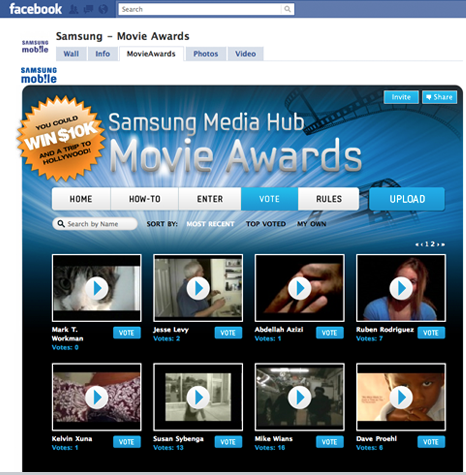 facebook
Search
SAMSUNG
mobile
Samsung – Movie Awards
Wall Info MovieAwards Photos Video
SAMSUNG
mobile
Invite Share
YOU COULD
WIN $10K
AND A TRIP TO
HOLLYWOOD!
Samsung Media Hub
Movie Awards
HOME HOW-TO ENTER VOTE RULES UPLOAD
Search by Name SORT BY: MOST RECENT TOP VOTED MY OWN
« ‹ 1 2 › »
Mark T.
Workman
Votes: 0
VOTE
Jesse Levy
Votes: 2
VOTE
Abdellah Azizi
Votes: 1
VOTE
Ruben Rodriguez
Votes: 7
VOTE
Kelvin Xuna
Votes: 1
VOTE
Susan Sybenga
Votes: 13
VOTE
Mike Wians
Votes: 16
VOTE
Dave Proehl
Votes: 6
VOTE